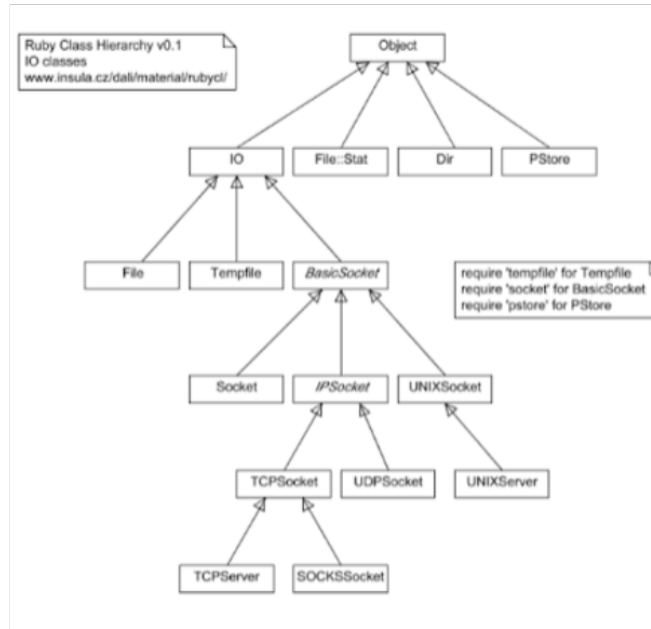 Ruby Class Hierarchy v0.1
IO classes
www.insula.cz/dali/material/rubycl/
Object
IO
File::Stat
Dir
PStore
File
Tempfile
BasicSocket
require 'tempfile' for Tempfile
require 'socket' for BasicSocket
require 'pstore' for PStore
Socket
IPSocket
UNIXSocket
TCPSocket
UDPSocket
UNIXServer
TCPServer
SOCKSSocket